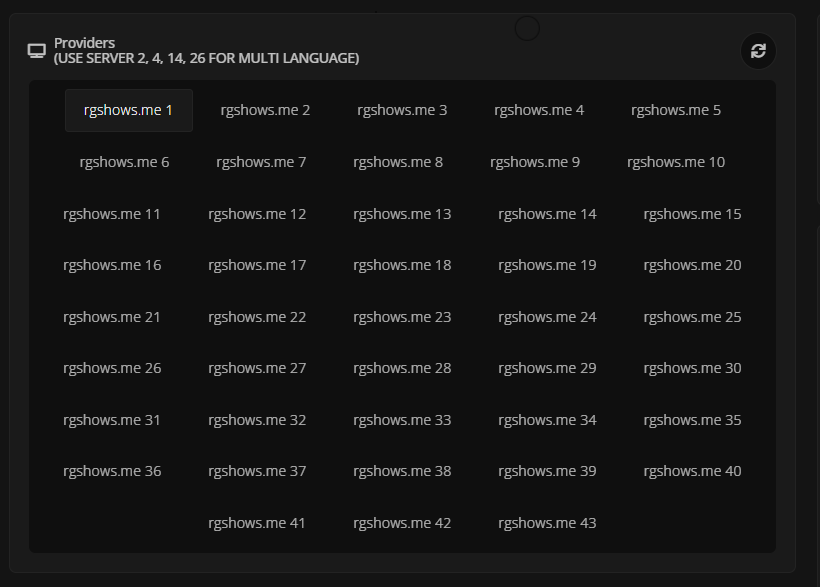 Providers
(USE SERVER 2, 4, 14, 26 FOR MULTI LANGUAGE)
rgshows.me 1 rgshows.me 2 rgshows.me 3 rgshows.me 4 rgshows.me 5
rgshows.me 6 rgshows.me 7 rgshows.me 8 rgshows.me 9 rgshows.me 10
rgshows.me 11 rgshows.me 12 rgshows.me 13 rgshows.me 14 rgshows.me 15
rgshows.me 16 rgshows.me 17 rgshows.me 18 rgshows.me 19 rgshows.me 20
rgshows.me 21 rgshows.me 22 rgshows.me 23 rgshows.me 24 rgshows.me 25
rgshows.me 26 rgshows.me 27 rgshows.me 28 rgshows.me 29 rgshows.me 30
rgshows.me 31 rgshows.me 32 rgshows.me 33 rgshows.me 34 rgshows.me 35
rgshows.me 36 rgshows.me 37 rgshows.me 38 rgshows.me 39 rgshows.me 40
rgshows.me 41 rgshows.me 42 rgshows.me 43